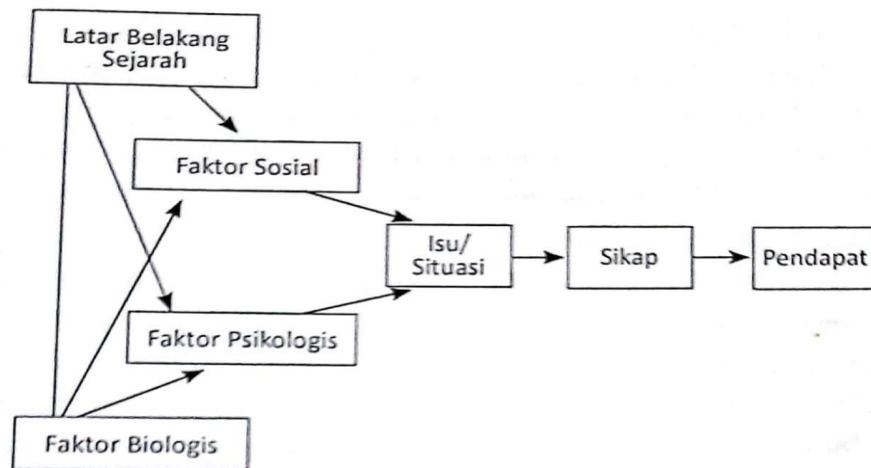 Latar Belakang
Sejarah
Faktor Sosial
Isu/
Situasi
Sikap
Pendapat
Faktor Psikologis
Faktor Biologis